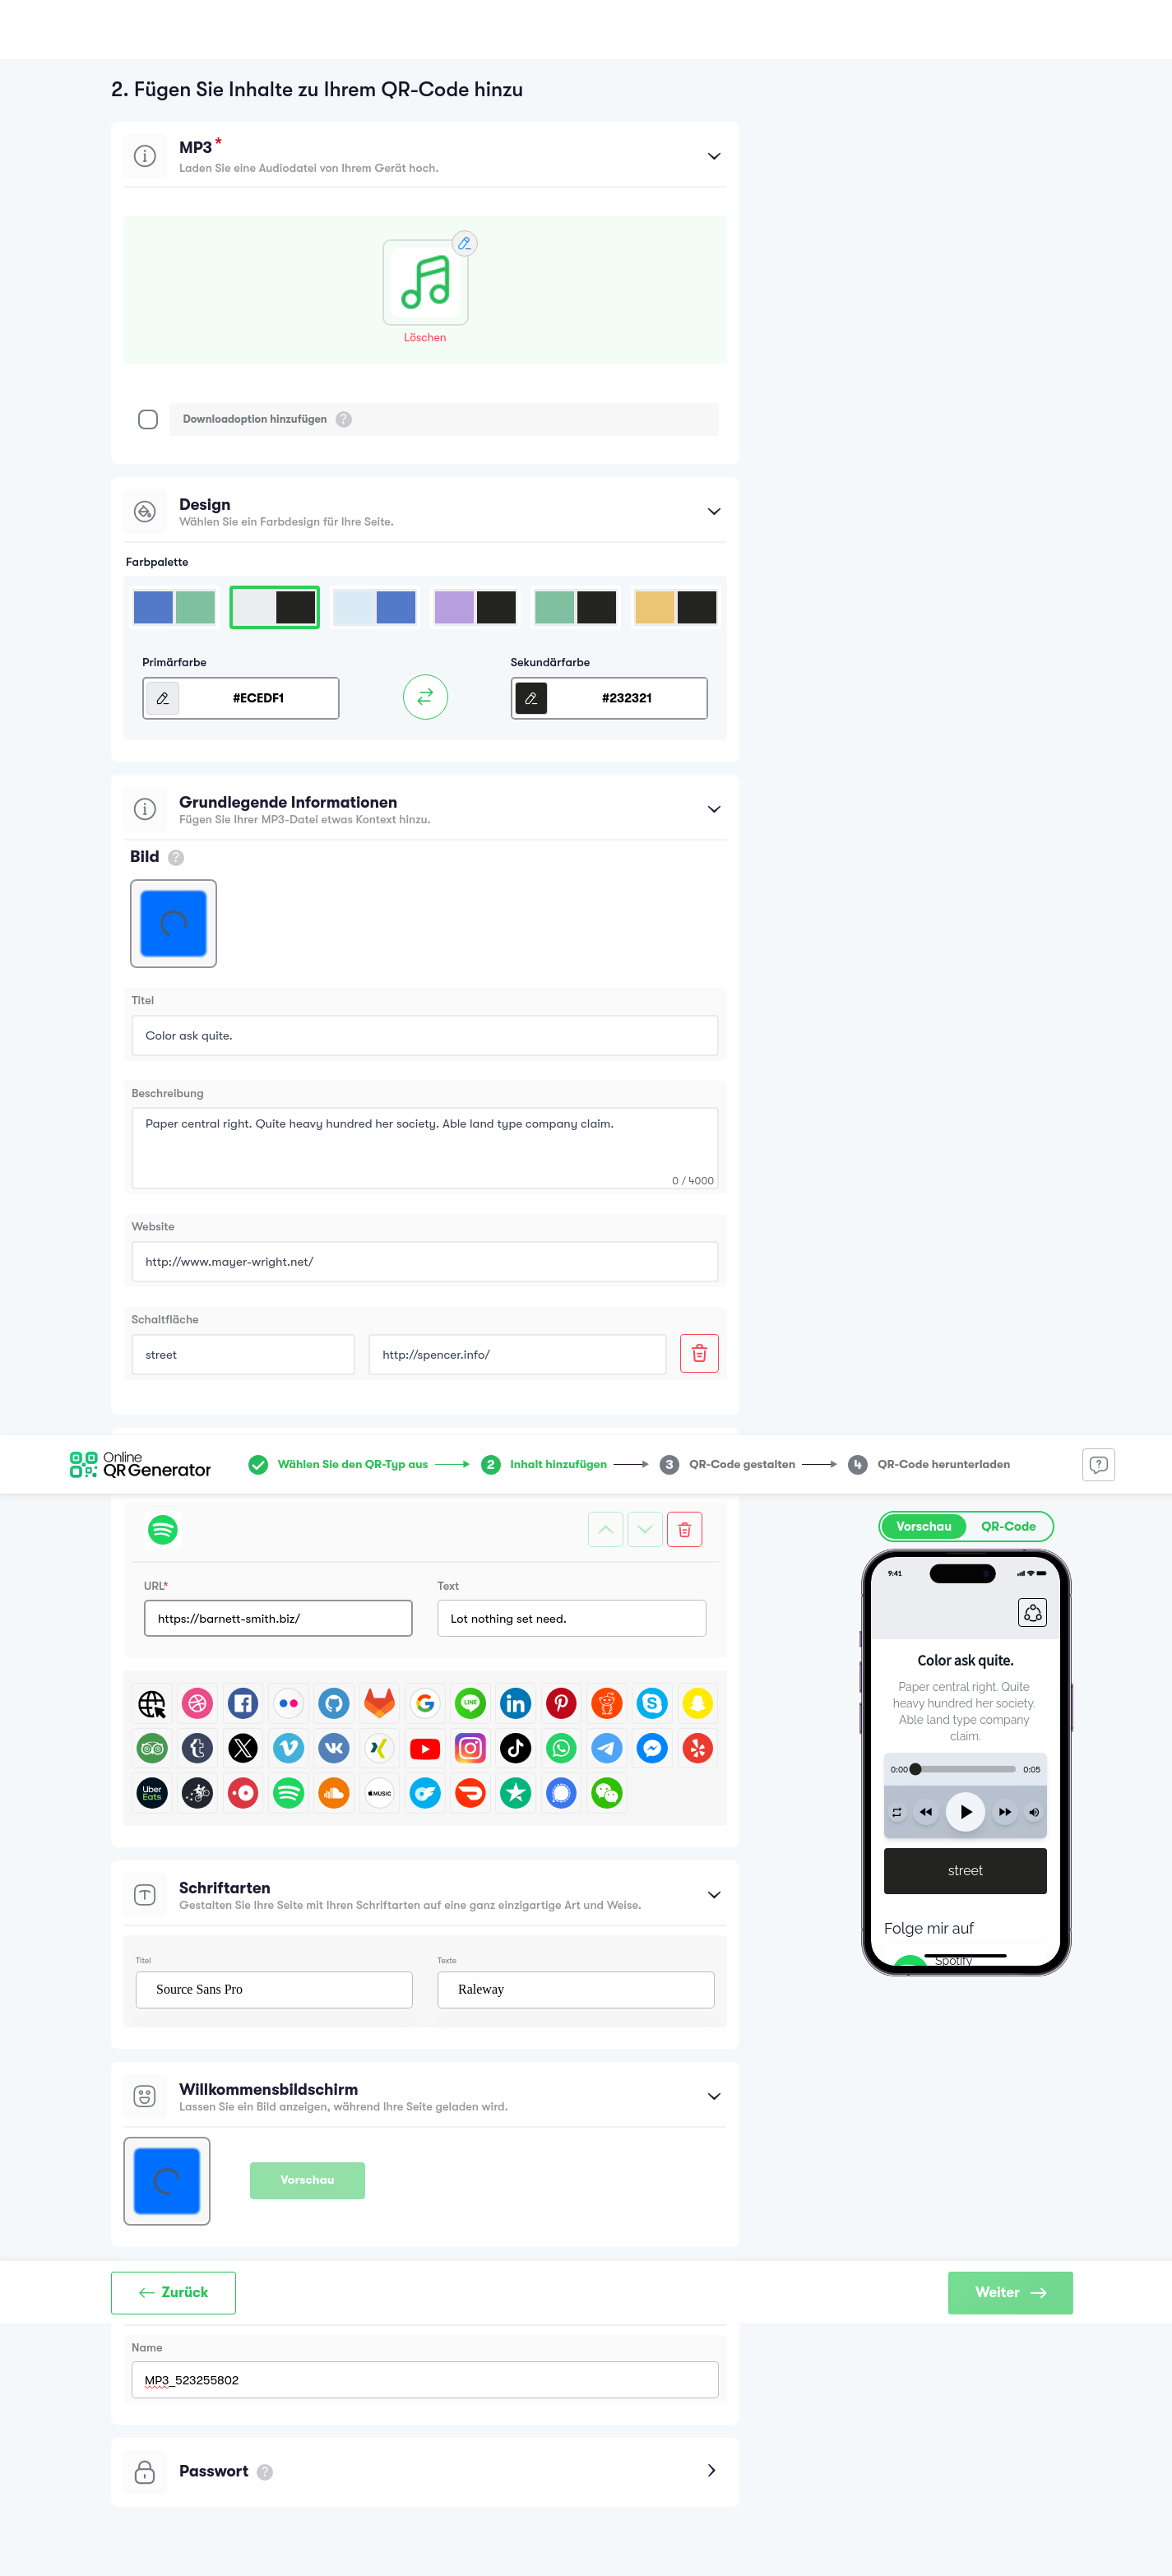 2. Fügen Sie Inhalte zu Ihrem QR-Code hinzu
MP3*
Laden Sie eine Audiodatei von Ihrem Gerät hoch.
Löschen
Downloadoption hinzufügen ?
Design
Wählen Sie ein Farbdesign für Ihre Seite.
Farbpalette
Primärfarbe
Sekundärfarbe
#ECEDF1
#232321
Grundlegende Informationen
Fügen Sie Ihrer MP3-Datei etwas Kontext hinzu.
Bild ?
Titel
Color ask quite.
Beschreibung
Paper central right. Quite heavy hundred her society. Able land type company claim.
0 / 4000
Website
http://www.mayer-wright.net/
Schaltfläche
street
http://spencer.info/
Online
QR Generator
Wählen Sie den QR-Typ aus
2 Inhalt hinzufügen
3 QR-Code gestalten
4 QR-Code herunterladen
?
URL*
Text
https://barnett-smith.biz/
Lot nothing set need.
LINE
Uber
Eats
MUSIC
Vorschau
QR-Code
9:41
Color ask quite.
Paper central right. Quite
heavy hundred her society.
Able land type company
claim.
0:00
0:05
street
Folge mir auf
Spotify
Schriftarten
Gestalten Sie Ihre Seite mit Ihren Schriftarten auf eine ganz einzigartige Art und Weise.
Titel
Texte
Source Sans Pro
Raleway
Willkommensbildschirm
Lassen Sie ein Bild anzeigen, während Ihre Seite geladen wird.
Vorschau
Zurück
Weiter
Name
MP3_523255802
Passwort ?